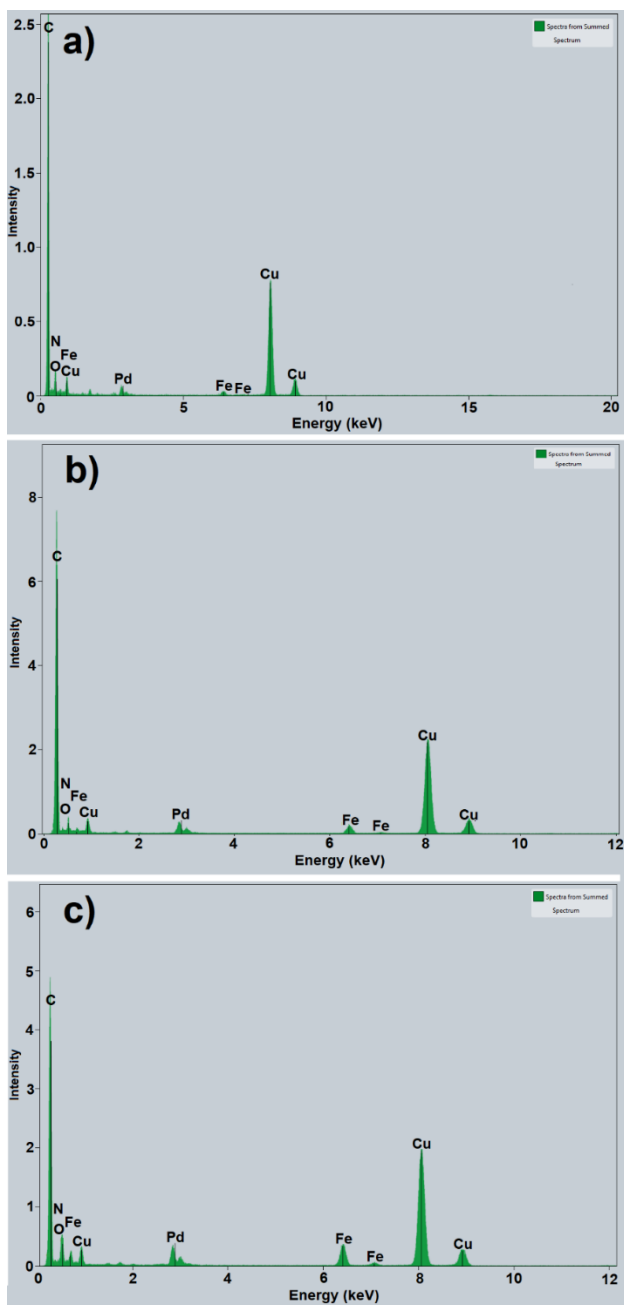 a)
Spectra from Summed
Spectrum
2.5
2.0
1.5
1.0
0.5
0
Intensity
C
N
O
Fe
Cu
Pd
Fe
Fe
Cu
Cu
0
5
10
15
20
Energy (keV)
b)
Spectra from Summed
Spectrum
8
6
4
2
0
Intensity
C
N
O
Fe
Cu
Pd
Fe
Fe
Cu
Cu
0
2
4
6
8
10
12
Energy (keV)
c)
Spectra from Summed
Spectrum
6
5
4
3
2
1
0
Intensity
C
N
O
Fe
Cu
Pd
Fe
Fe
Cu
Cu
0
2
4
6
8
10
12
Energy (keV)